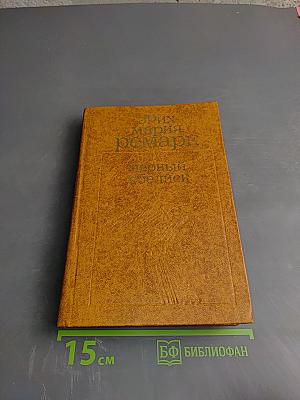 эрих
мария
ремарк
черный
обелиск
15 см
БФ БИБЛИОФАН